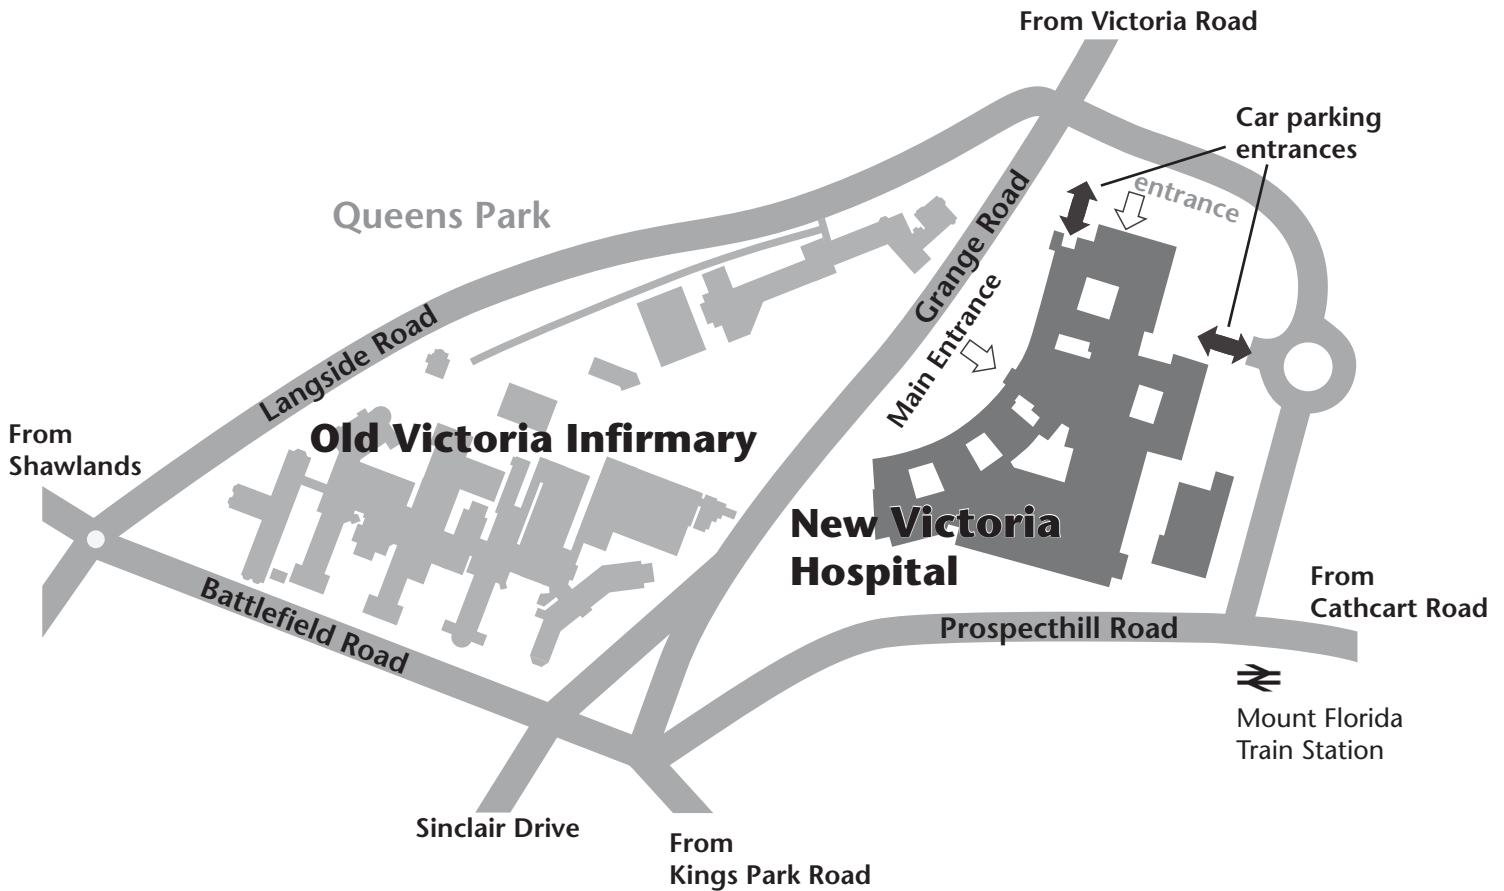 From Victoria Road
Car parking
entrances
entrance
Queens Park
Grange Road
Main Entrance
Langside Road
Old Victoria Infirmary
From
Shawlands
New Victoria
Hospital
Battlefield Road
From
Cathcart Road
Prospecthill Road
Mount Florida
Train Station
Sinclair Drive
From
Kings Park Road